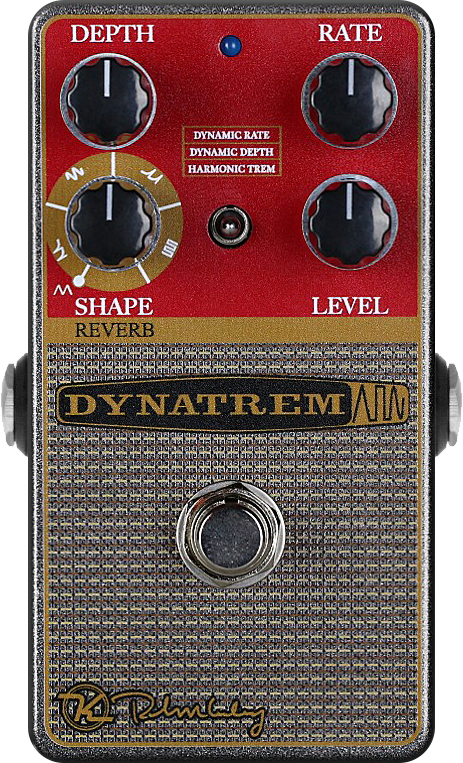 DEPTH RATE
DYNAMIC RATE
DYNAMIC DEPTH
HARMONIC TREM
SHAPE LEVEL
REVERB
DYNATREM
K